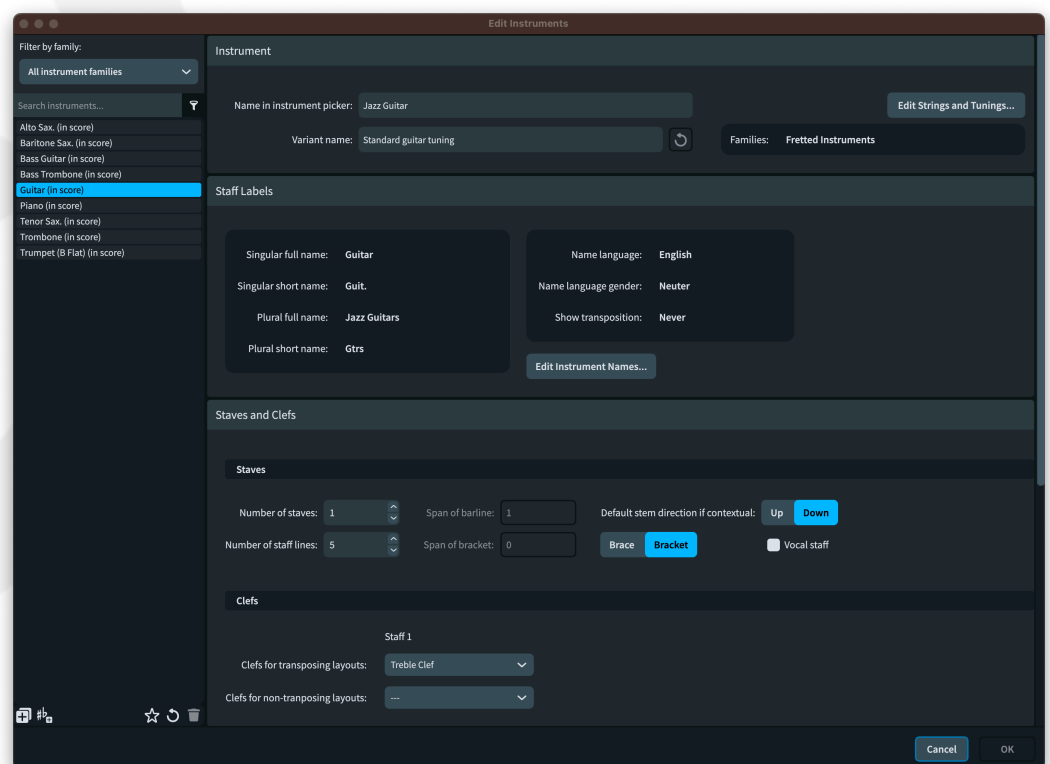 Edit Instruments
Filter by family:
All instrument families
Search instruments...
Alto Sax. (in score)
Baritone Sax. (in score)
Bass Guitar (in score)
Bass Trombone (in score)
Guitar (in score)
Piano (in score)
Tenor Sax. (in score)
Trombone (in score)
Trumpet (B Flat) (in score)
Instrument
Name in instrument picker: Jazz Guitar
Edit Strings and Tunings...
Variant name: Standard guitar tuning
Families: Fretted Instruments
Staff Labels
Singular full name: Guitar
Singular short name: Guit.
Plural full name: Jazz Guitars
Plural short name: Gtrs
Name language: English
Name language gender: Neuter
Show transposition: Never
Edit Instrument Names...
Staves and Clefs
Staves
Number of staves: 1 Span of barline: 1 Default stem direction if contextual: Up Down
Number of staff lines: 5 Span of bracket: 0 Brace Bracket Vocal staff
Clefs
Staff 1
Clefs for transposing layouts: Treble Clef
Clefs for non-tranposing layouts: ---
Cancel OK